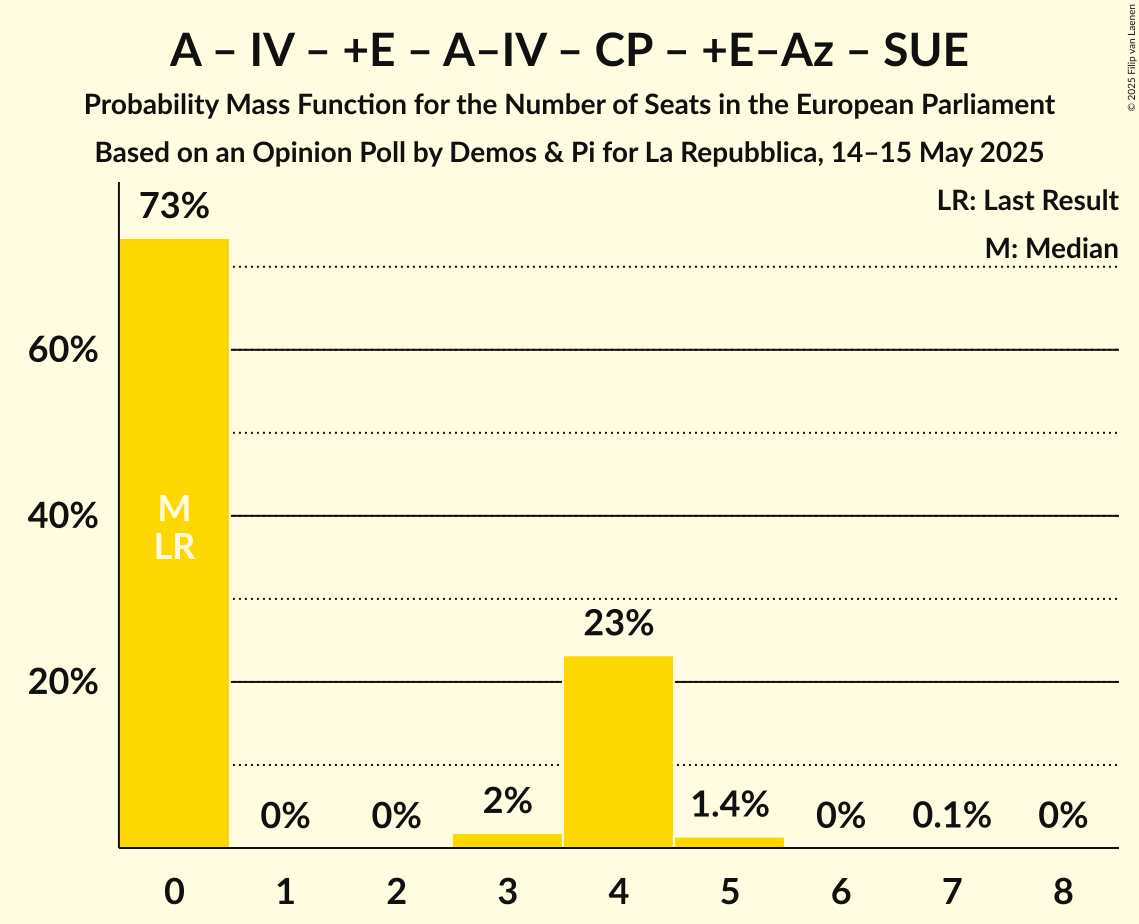 A – IV – +E – A–IV – CP – +E–Az – SUE
Probability Mass Function for the Number of Seats in the European Parliament
Based on an Opinion Poll by Demos & Pi for La Repubblica, 14–15 May 2025
© 2025 Filip van Laenen
LR: Last Result
M: Median
73%
60%
40%
20%
M
LR
0%
0%
2%
23%
1.4%
0%
0.1%
0%
0 1 2 3 4 5 6 7 8